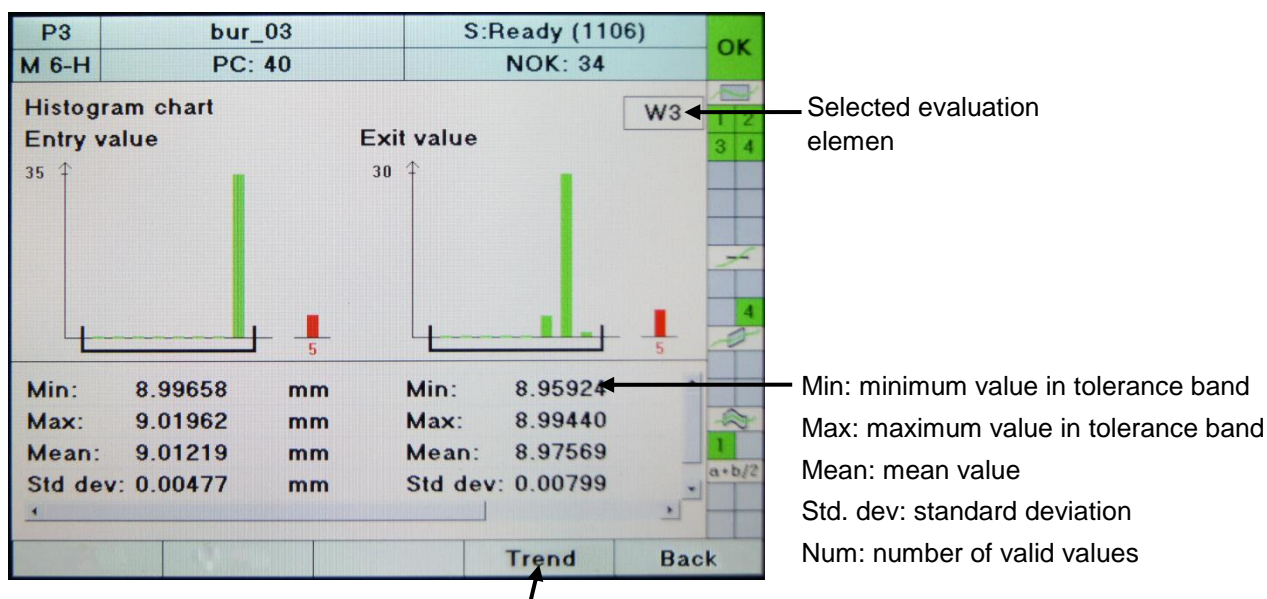 P3 bur_03 S:Ready (1106) OK
M 6-H PC: 40 NOK: 34
Histogram chart W3
Entry value Exit value
1 2
3 4
35 30
4
5 5
Min: 8.99658 mm Min: 8.95924
Max: 9.01962 mm Max: 8.99440
Mean: 9.01219 mm Mean: 8.97569
1
Std dev: 0.00477 mm Std dev: 0.00799
a+b/2
Trend Back
Selected evaluation
elemen
Min: minimum value in tolerance band
Max: maximum value in tolerance band
Mean: mean value
Std. dev: standard deviation
Num: number of valid values